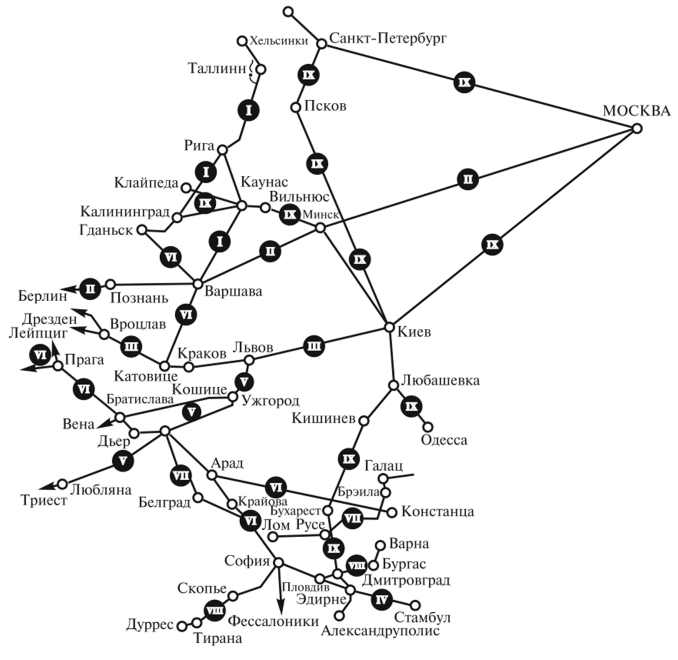 Хельсинки
Санкт-Петербург
Таллинн
IX
IX
I
Псков
МОСКВА
Рига
IX
I
II
Клайпеда
Каунас
Вильнюс
IX
IX
Минск
Калининград
Гданьск
I
IX
VI
II
IX
Берлин
II
Познань
Варшава
Дрезден
Вроцлав
VI
Киев
Лейпциг
III
Краков
Львов
III
VI
Прага
Катовице
V
VI
Кошице
Любашевка
Братислава
V
Ужгород
Вена
Кишинев
IX
Одесса
Дьер
V
Арад
IX
Галац
VII
VI
Триест
Любляна
Белград
Крайова
Бухарест
Брэила
VI
VII
Констанца
Лом
Русе
IX
Варна
София
VIII
Бургас
Скопье
Пловдив
Дмитровград
Эдирне
IV
VIII
Фессалоники
Стамбул
Дуррес
Тирана
Александруполис